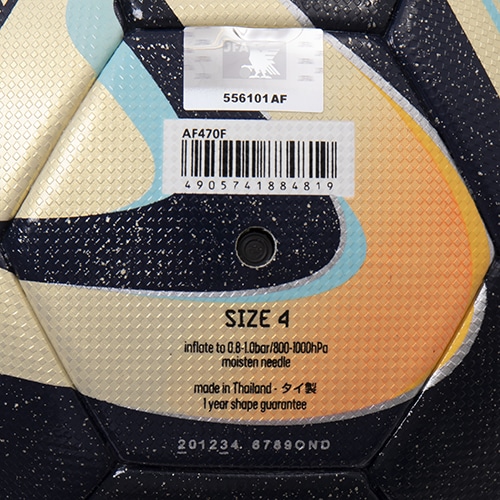 JFA
556101AF
AF470F
4905741884819
SIZE 4
inflate to 0.8-1.0bar/800-1000hPa
moisten needle
made in Thailand - タイ製
1 year shape guarantee
201234 6789OND